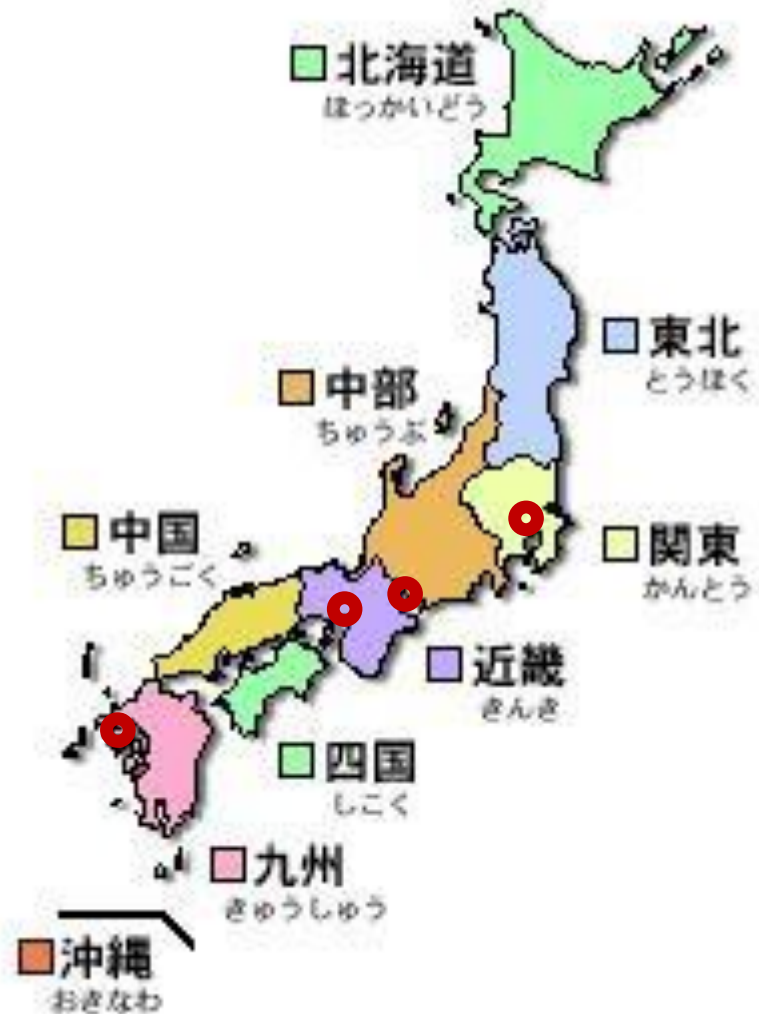 北海道
ほっかいどう
東北
とうほく
中部
ちゅうぶ
中国
ちゅうごく
関東
かんとう
近畿
きんき
四国
しこく
九州
きゅうしゅう
沖縄
おきなわ